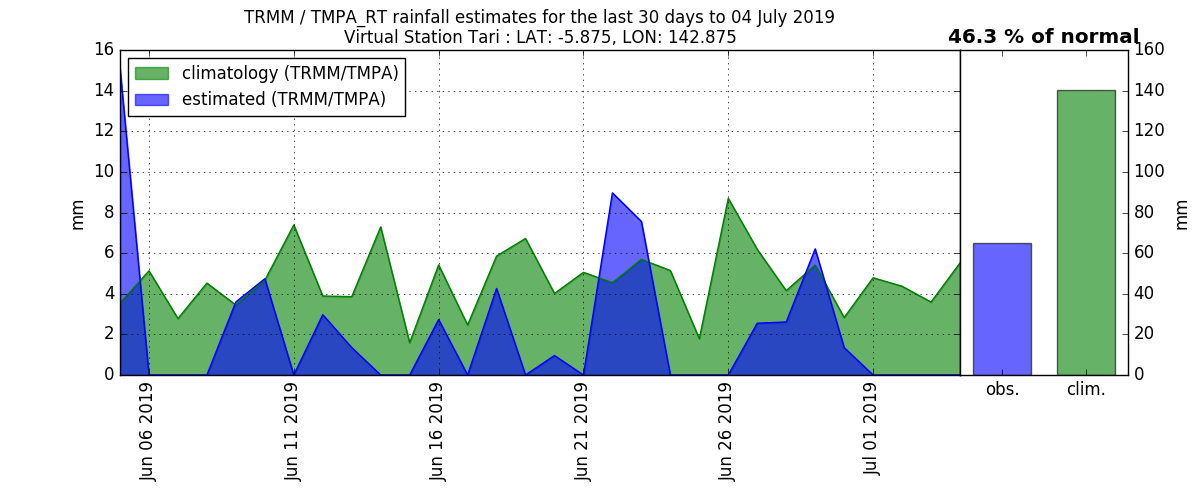 TRMM / TMPA_RT rainfall estimates for the last 30 days to 04 July 2019
Virtual Station Tari : LAT: -5.875, LON: 142.875
46.3 % of normal
climatology (TRMM/TMPA)
estimated (TRMM/TMPA)
mm
16
14
12
10
8
6
4
2
0
Jun 06 2019
Jun 11 2019
Jun 16 2019
Jun 21 2019
Jun 26 2019
Jul 01 2019
obs.
clim.
160
140
120
100
80
60
40
20
0
mm